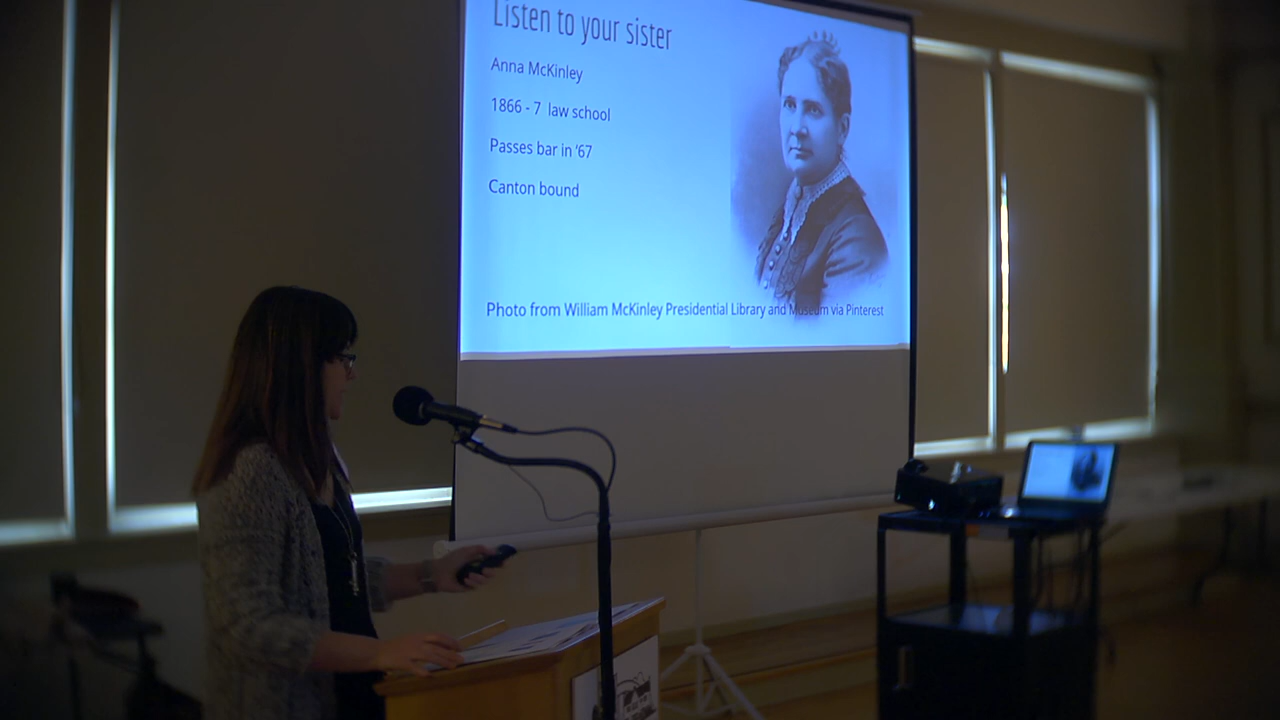 Listen to your sister
Anna McKinley
1866 - 7 law school
Passes bar in '67
Canton bound
Photo from William McKinley Presidential Library and Museum via Pinterest